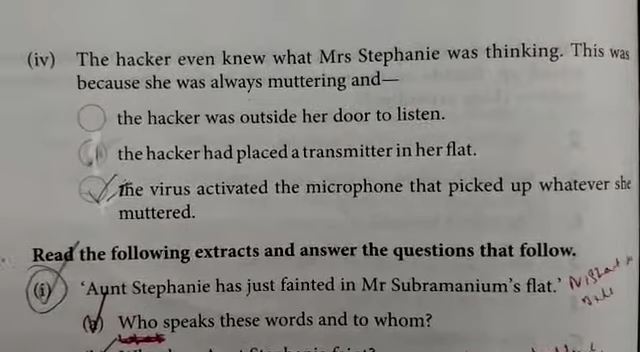 (iv) The hacker even knew what Mrs Stephanie was thinking. This was
because she was always muttering and—
the hacker was outside her door to listen.
the hacker had placed a transmitter in her flat.
the virus activated the microphone that picked up whatever she
muttered.
Read the following extracts and answer the questions that follow.
(i) 'Aunt Stephanie has just fainted in Mr Subramanium's flat.'
(a) Who speaks these words and to whom?